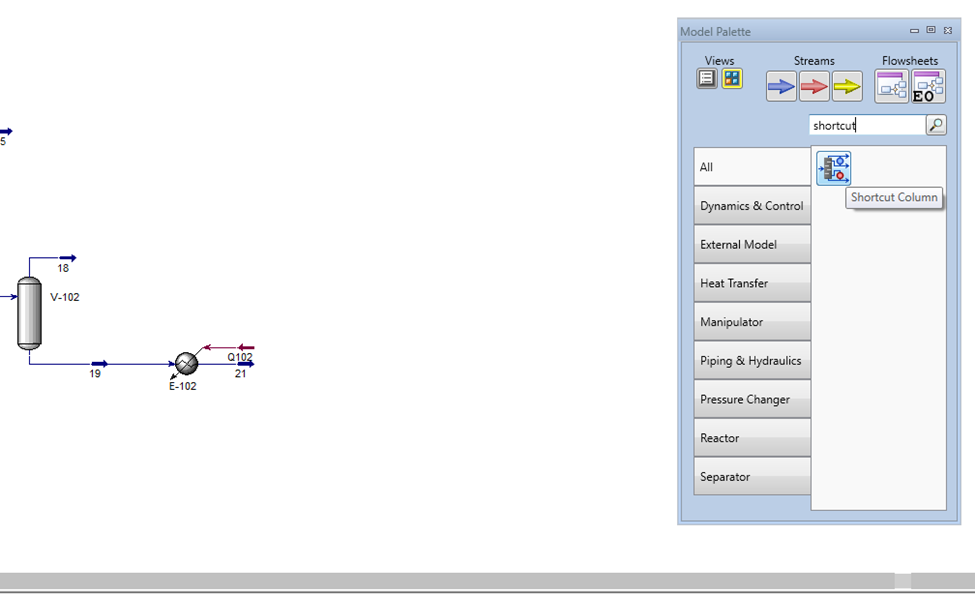 Model Palette
Views Streams Flowsheets
EO
shortcut
All
Shortcut Column
Dynamics & Control
External Model
Heat Transfer
Manipulator
Piping & Hydraulics
Pressure Changer
Reactor
Separator
5
18
V-102
Q102
19
21
E-102